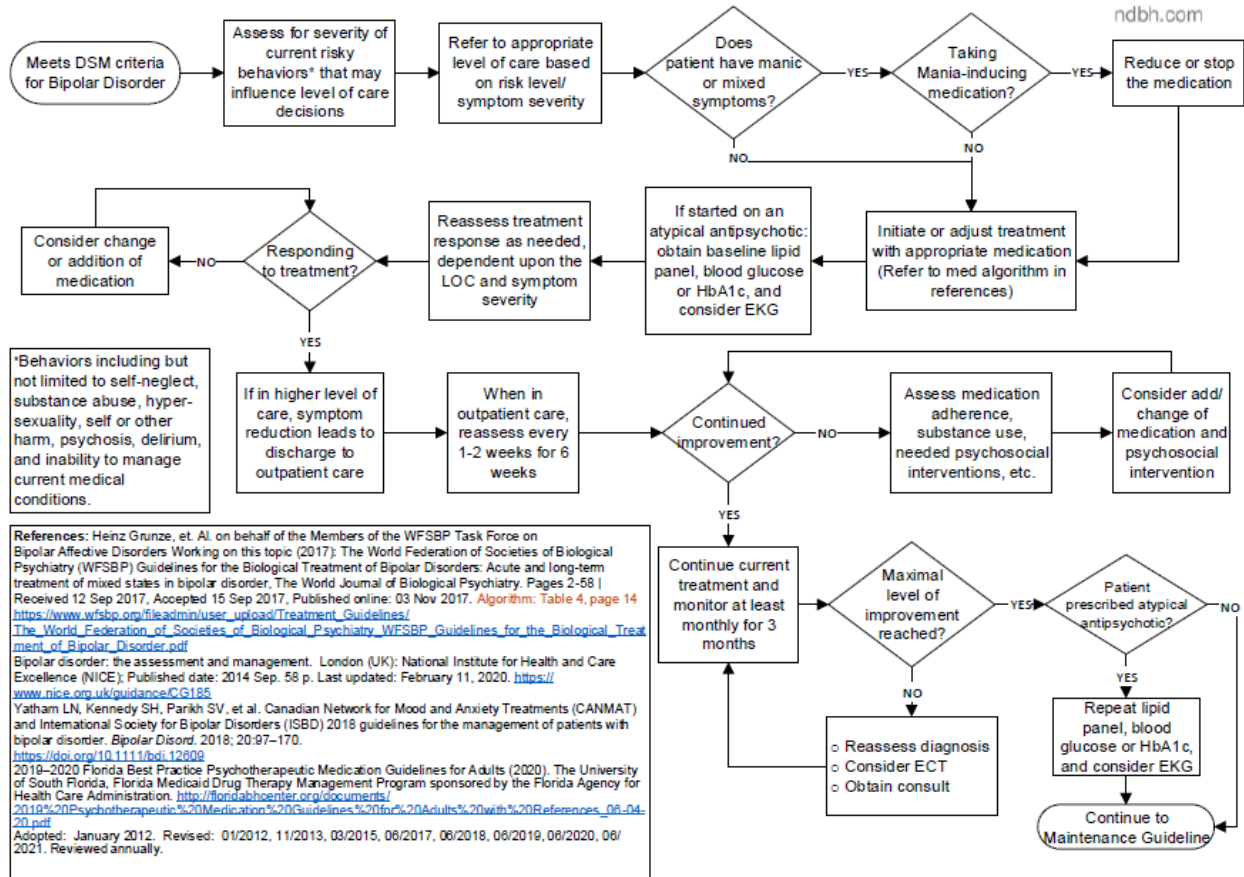 ndbh.com
Meets DSM criteria
for Bipolar Disorder
Assess for severity of
current risky
behaviors* that may
influence level of care
decisions
Refer to appropriate
level of care based
on risk level/
symptom severity
Does
patient have manic
or mixed
symptoms?
YES
NO
Taking
Mania-inducing
medication?
YES
NO
Reduce or stop
the medication
Initiate or adjust treatment
with appropriate medication
(Refer to med algorithm in
references)
If started on an
atypical antipsychotic:
obtain baseline lipid
panel, blood glucose
or HbA1c, and
consider EKG
Reassess treatment
response as needed,
dependent upon the
LOC and symptom
severity
Responding
to treatment?
NO
Consider change
or addition of
medication
YES
*Behaviors including but
not limited to self-neglect,
substance abuse, hyper-
sexuality, self or other
harm, psychosis, delirium,
and inability to manage
current medical
conditions.
If in higher level of
care, symptom
reduction leads to
discharge to
outpatient care
When in
outpatient care,
reassess every
1-2 weeks for 6
weeks
Continued
improvement?
NO
Assess medication
adherence,
substance use,
needed psychosocial
interventions, etc.
Consider add/
change of
medication and
psychosocial
intervention
YES
Continue current
treatment and
monitor at least
monthly for 3
months
Maximal
level of
improvement
reached?
YES
NO
○ Reassess diagnosis
○ Consider ECT
○ Obtain consult
Patient
prescribed atypical
antipsychotic?
NO
YES
Repeat lipid
panel, blood
glucose or HbA1c,
and consider EKG
Continue to
Maintenance Guideline
References: Heinz Grunze, et. Al. on behalf of the Members of the WFSBP Task Force on
Bipolar Affective Disorders Working on this topic (2017): The World Federation of Societies of Biological
Psychiatry (WFSBP) Guidelines for the Biological Treatment of Bipolar Disorders: Acute and long-term
treatment of mixed states in bipolar disorder, The World Journal of Biological Psychiatry. Pages 2-58 |
Received 12 Sep 2017, Accepted 15 Sep 2017, Published online: 03 Nov 2017. Algorithm: Table 4, page 14
https://www.wfsbp.org/fileadmin/user_upload/Treatment_Guidelines/
The_World_Federation_of_Societies_of_Biological_Psychiatry_WFSBP_Guidelines_for_the_Biological_Treat
ment_of_Bipolar_Disorder.pdf
Bipolar disorder: the assessment and management. London (UK): National Institute for Health and Care
Excellence (NICE); Published date: 2014 Sep. 58 p. Last updated: February 11, 2020. https://
www.nice.org.uk/guidance/CG185
Yatham LN, Kennedy SH, Parikh SV, et al. Canadian Network for Mood and Anxiety Treatments (CANMAT)
and International Society for Bipolar Disorders (ISBD) 2018 guidelines for the management of patients with
bipolar disorder. Bipolar Disord. 2018; 20:97–170.
https://doi.org/10.1111/bdi.12609
2019–2020 Florida Best Practice Psychotherapeutic Medication Guidelines for Adults (2020). The University
of South Florida, Florida Medicaid Drug Therapy Management Program sponsored by the Florida Agency for
Health Care Administration. http://floridabhcenter.org/documents/
2019%20Psychotherapeutic%20Medication%20Guidelines%20for%20Adults%20with%20References_06-04-
20.pdf
Adopted: January 2012. Revised: 01/2012, 11/2013, 03/2015, 06/2017, 06/2018, 06/2019, 06/2020, 06/
2021. Reviewed annually.